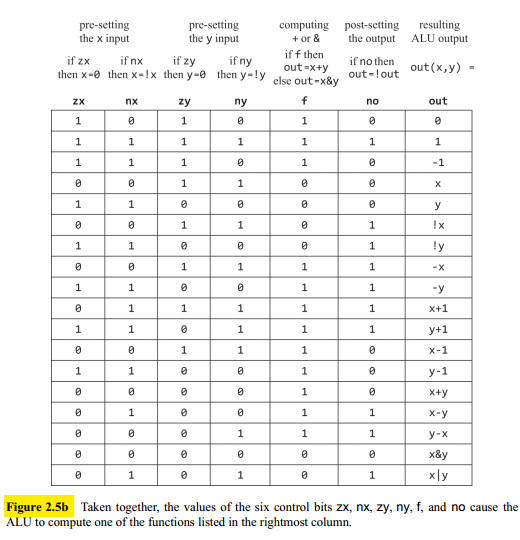 pre-setting the x input pre-setting the y input computing + or & post-setting the output resulting ALU output
if zx then x=0 if nx then x=!x if zy then y=0 if ny then y=!y if f then out=x+y else out=x&y if no then out=!out out(x,y) =
zx nx zy ny f no out
1 0 1 0 1 0 0
1 1 1 1 1 1 1
1 1 1 0 1 0 -1
0 0 1 1 0 0 x
1 1 0 0 0 0 y
0 0 1 1 0 1 !x
1 1 0 0 0 1 !y
0 0 1 1 1 1 -x
1 1 0 0 1 1 -y
0 1 1 1 1 1 x+1
1 1 0 1 1 1 y+1
0 0 1 1 1 0 x-1
1 1 0 0 1 0 y-1
0 0 0 0 1 0 x+y
0 1 0 0 1 1 x-y
0 0 0 1 1 1 y-x
0 0 0 0 0 0 x&y
0 1 0 1 0 1 x|y
Figure 2.5b Taken together, the values of the six control bits zx, nx, zy, ny, f, and no cause the
ALU to compute one of the functions listed in the rightmost column.